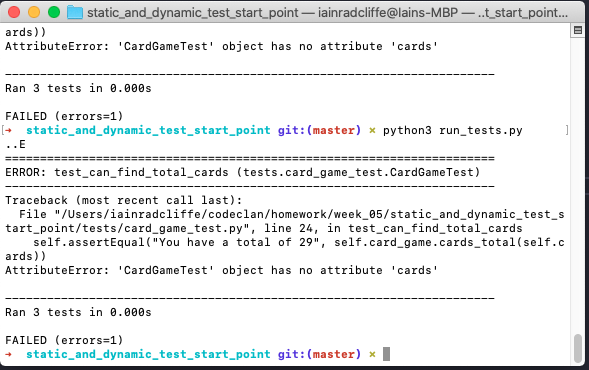 static_and_dynamic_test_start_point — iainradcliffe@Iains-MBP — ..t_start_point...
ards))
AttributeError: 'CardGameTest' object has no attribute 'cards'
----------------------------------------------------------------------
Ran 3 tests in 0.000s
FAILED (errors=1)
[➜  static_and_dynamic_test_start_point git:(master) ✗ python3 run_tests.py ]
..E
======================================================================
ERROR: test_can_find_total_cards (tests.card_game_test.CardGameTest)
----------------------------------------------------------------------
Traceback (most recent call last):
  File "/Users/iainradcliffe/codeclan/homework/week_05/static_and_dynamic_test_s
tart_point/tests/card_game_test.py", line 24, in test_can_find_total_cards
    self.assertEqual("You have a total of 29", self.card_game.cards_total(self.c
ards))
AttributeError: 'CardGameTest' object has no attribute 'cards'
----------------------------------------------------------------------
Ran 3 tests in 0.000s
FAILED (errors=1)
➜  static_and_dynamic_test_start_point git:(master) ✗